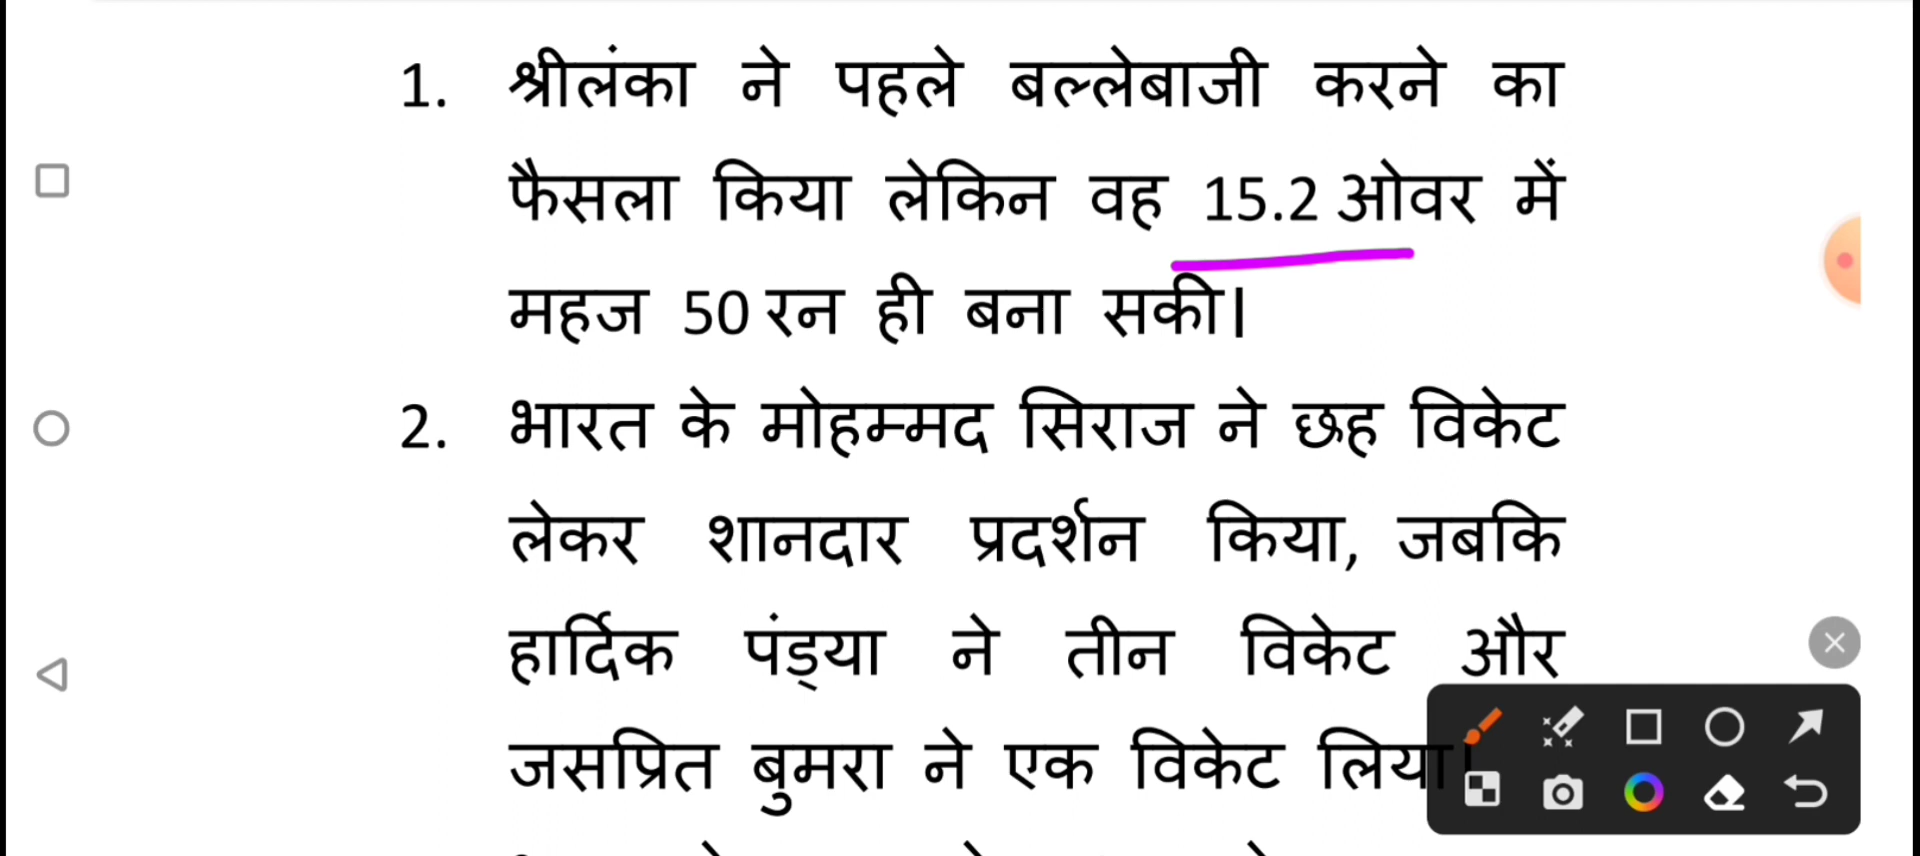 1. श्रीलंका ने पहले बल्लेबाजी करने का
फैसला किया लेकिन वह 15.2 ओवर में
महज 50 रन ही बना सकी।
2. भारत के मोहम्मद सिराज ने छह विकेट
लेकर शानदार प्रदर्शन किया, जबकि
हार्दिक पंड्या ने तीन विकेट और
जसप्रित बुमरा ने एक विकेट लिया।